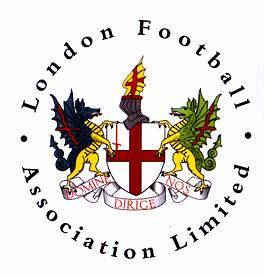 · London Football ·
Association Limited
DOMINE DIRIGE NOS